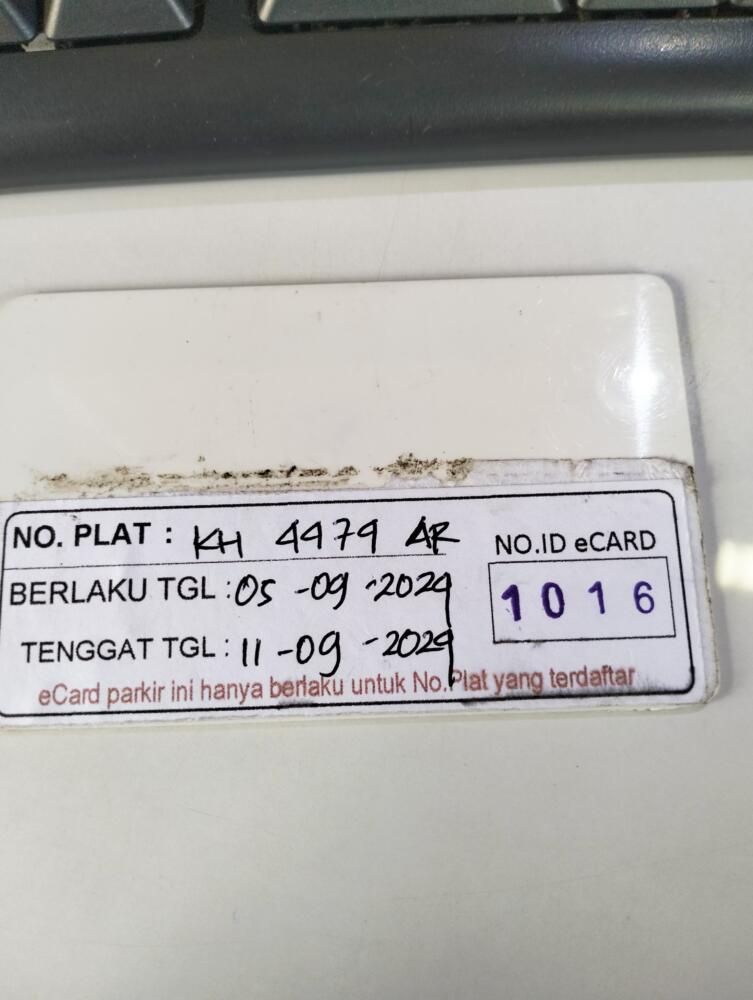 NO. PLAT : KH 4479 AR
BERLAKU TGL : 05 -09 -2024
TENGGAT TGL : 11 -09 -2024
NO.ID eCARD
1016
eCard parkir ini hanya berlaku untuk No.Plat yang terdaftar